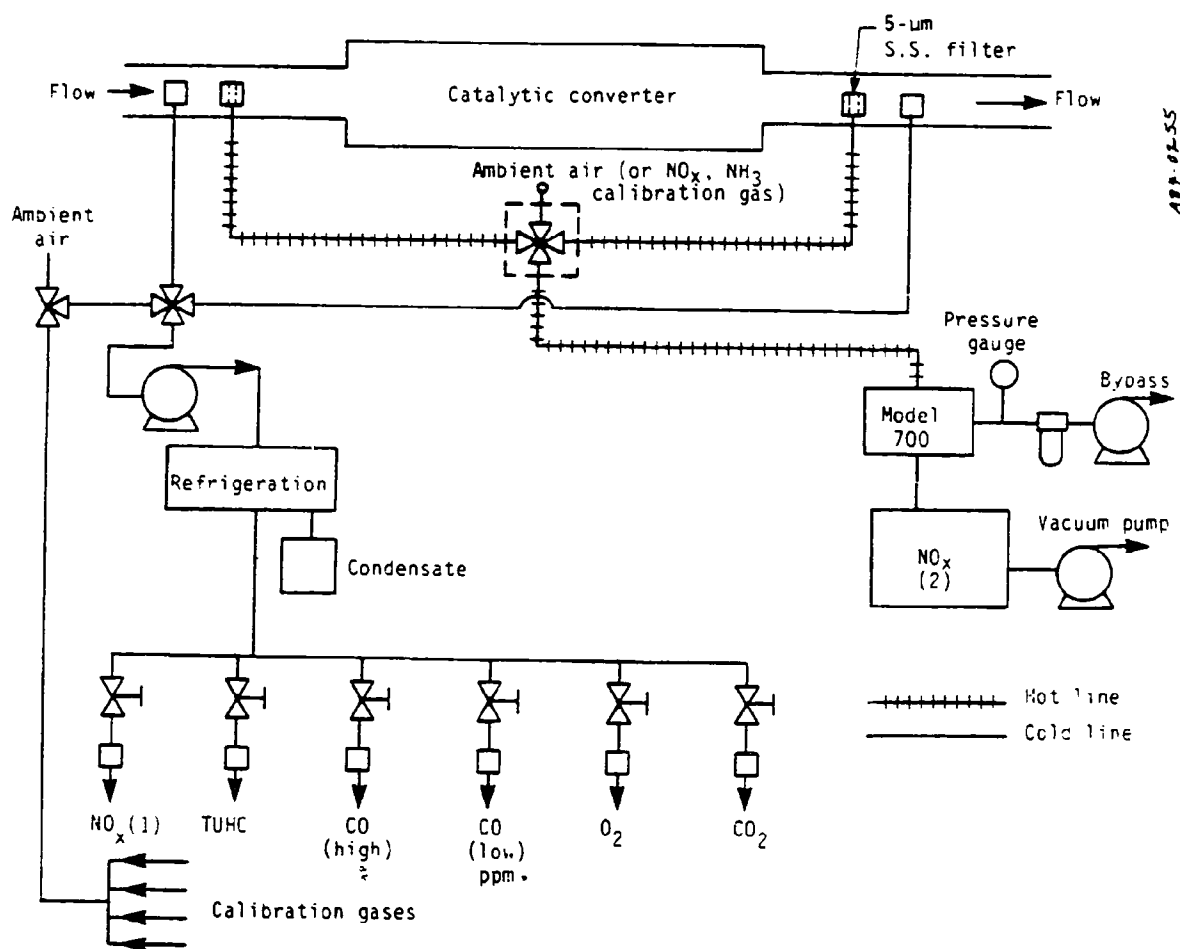 5-um
S.S. filter
Flow
Catalytic converter
Flow
Ambient air (or NOₓ, NH₃
calibration gas)
Ambient
air
Pressure
gauge
Bypass
Model
700
Refrigeration
Vacuum pump
NOₓ
(2)
Condensate
Hot line
Cold line
NOₓ(1)
TUHC
CO
(high)
%
CO
(low)
ppm.
O₂
CO₂
Calibration gases